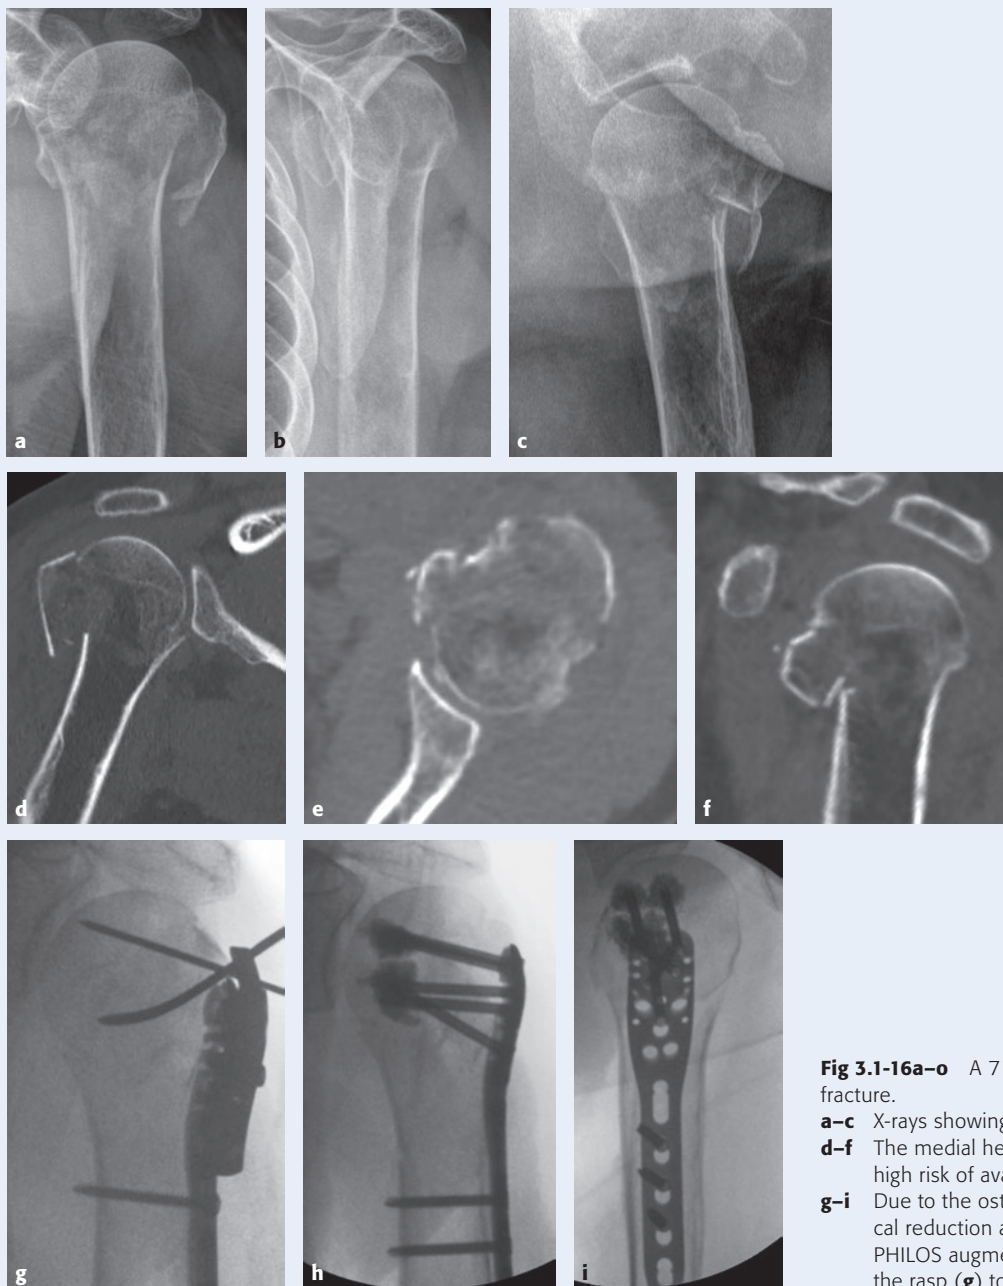 a
b
c
d
e
f
g
h
i
Fig 3.1-16a–o A 7
fracture.
a–c X-rays showing
d–f The medial he
high risk of ava
g–i Due to the ost
cal reduction a
PHILOS augme
the rasp (g) to